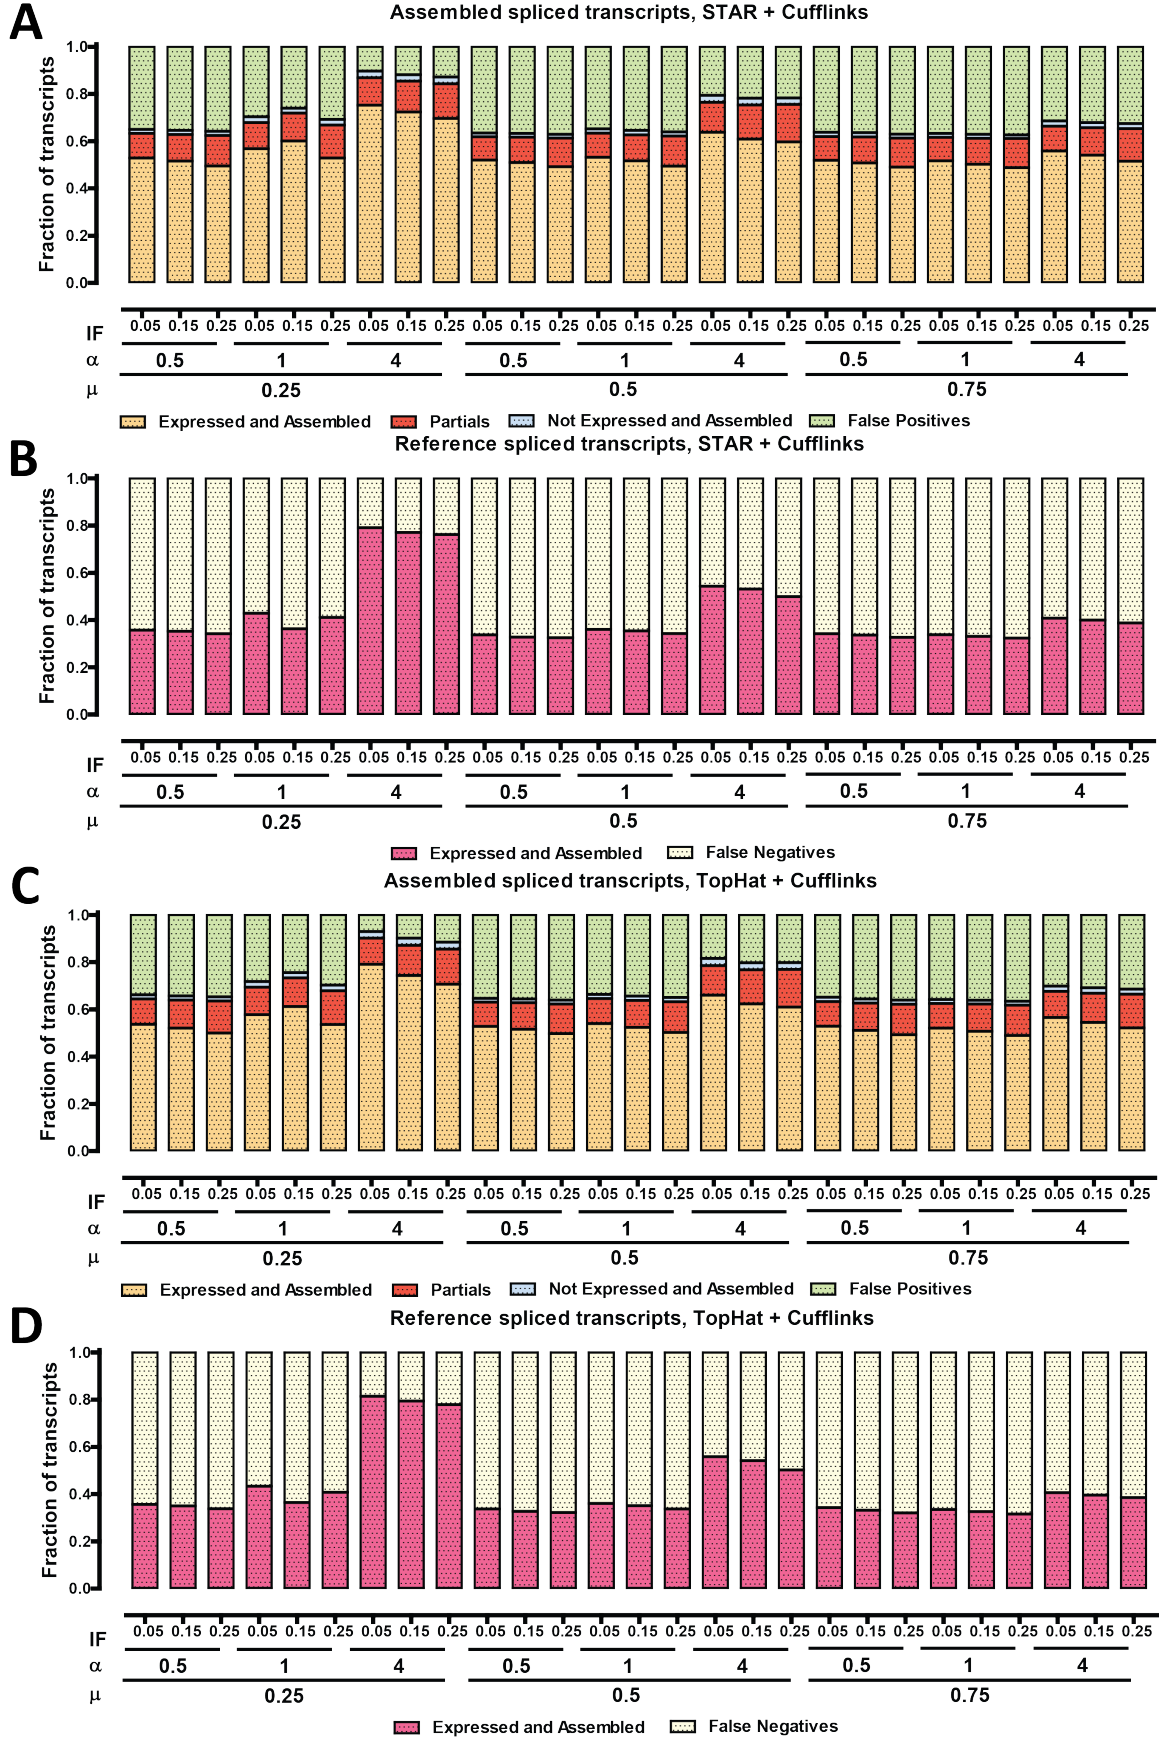 A
Assembled spliced transcripts, STAR + Cufflinks
Fraction of transcripts
1.0
0.8
0.6
0.4
0.2
0.0
IF 0.05 0.15 0.25 0.05 0.15 0.25 0.05 0.15 0.25 0.05 0.15 0.25 0.05 0.15 0.25 0.05 0.15 0.25 0.05 0.15 0.25 0.05 0.15 0.25 0.05 0.15 0.25
α 0.5 1 4 0.5 1 4 0.5 1 4
μ 0.25 0.5 0.75
Expressed and Assembled Partials Not Expressed and Assembled False Positives
B
Reference spliced transcripts, STAR + Cufflinks
Fraction of transcripts
1.0
0.8
0.6
0.4
0.2
0.0
IF 0.05 0.15 0.25 0.05 0.15 0.25 0.05 0.15 0.25 0.05 0.15 0.25 0.05 0.15 0.25 0.05 0.15 0.25 0.05 0.15 0.25 0.05 0.15 0.25 0.05 0.15 0.25
α 0.5 1 4 0.5 1 4 0.5 1 4
μ 0.25 0.5 0.75
Expressed and Assembled False Negatives
C
Assembled spliced transcripts, TopHat + Cufflinks
Fraction of transcripts
1.0
0.8
0.6
0.4
0.2
0.0
IF 0.05 0.15 0.25 0.05 0.15 0.25 0.05 0.15 0.25 0.05 0.15 0.25 0.05 0.15 0.25 0.05 0.15 0.25 0.05 0.15 0.25 0.05 0.15 0.25 0.05 0.15 0.25
α 0.5 1 4 0.5 1 4 0.5 1 4
μ 0.25 0.5 0.75
Expressed and Assembled Partials Not Expressed and Assembled False Positives
D
Reference spliced transcripts, TopHat + Cufflinks
Fraction of transcripts
1.0
0.8
0.6
0.4
0.2
0.0
IF 0.05 0.15 0.25 0.05 0.15 0.25 0.05 0.15 0.25 0.05 0.15 0.25 0.05 0.15 0.25 0.05 0.15 0.25 0.05 0.15 0.25 0.05 0.15 0.25 0.05 0.15 0.25
α 0.5 1 4 0.5 1 4 0.5 1 4
μ 0.25 0.5 0.75
Expressed and Assembled False Negatives